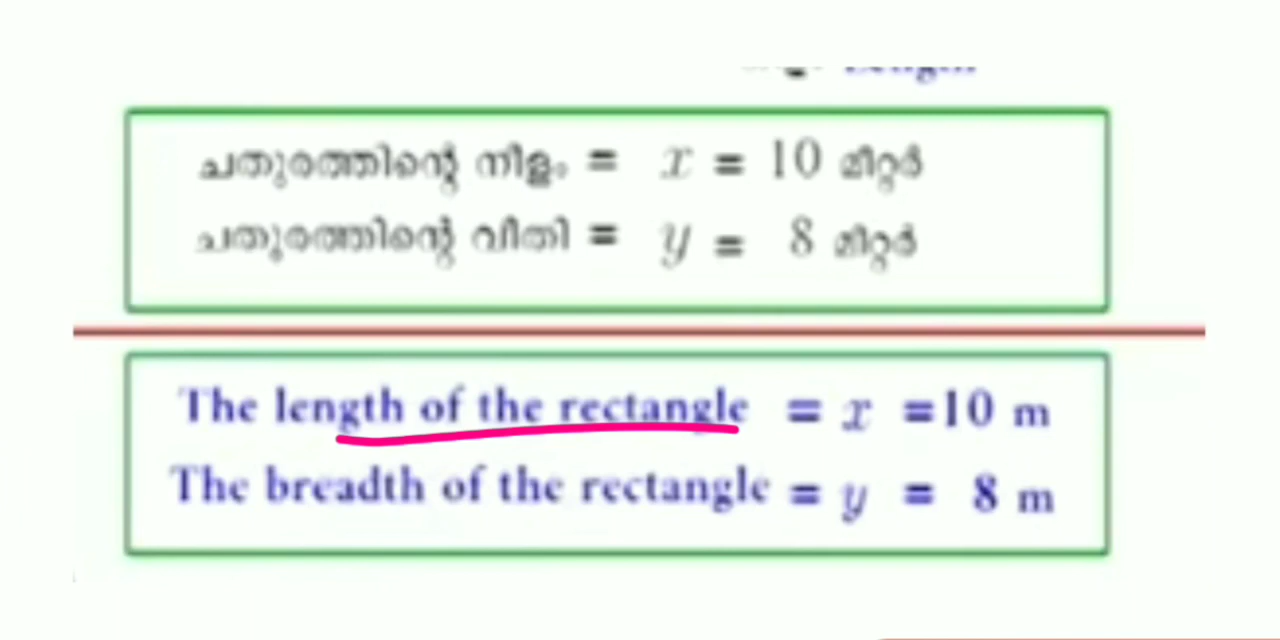 Length
ചതുരത്തിന്റെ നീളം = x = 10 മീറ്റർ
ചതുരത്തിന്റെ വീതി = y = 8 മീറ്റർ
The length of the rectangle = x =10 m
The breadth of the rectangle = y = 8 m